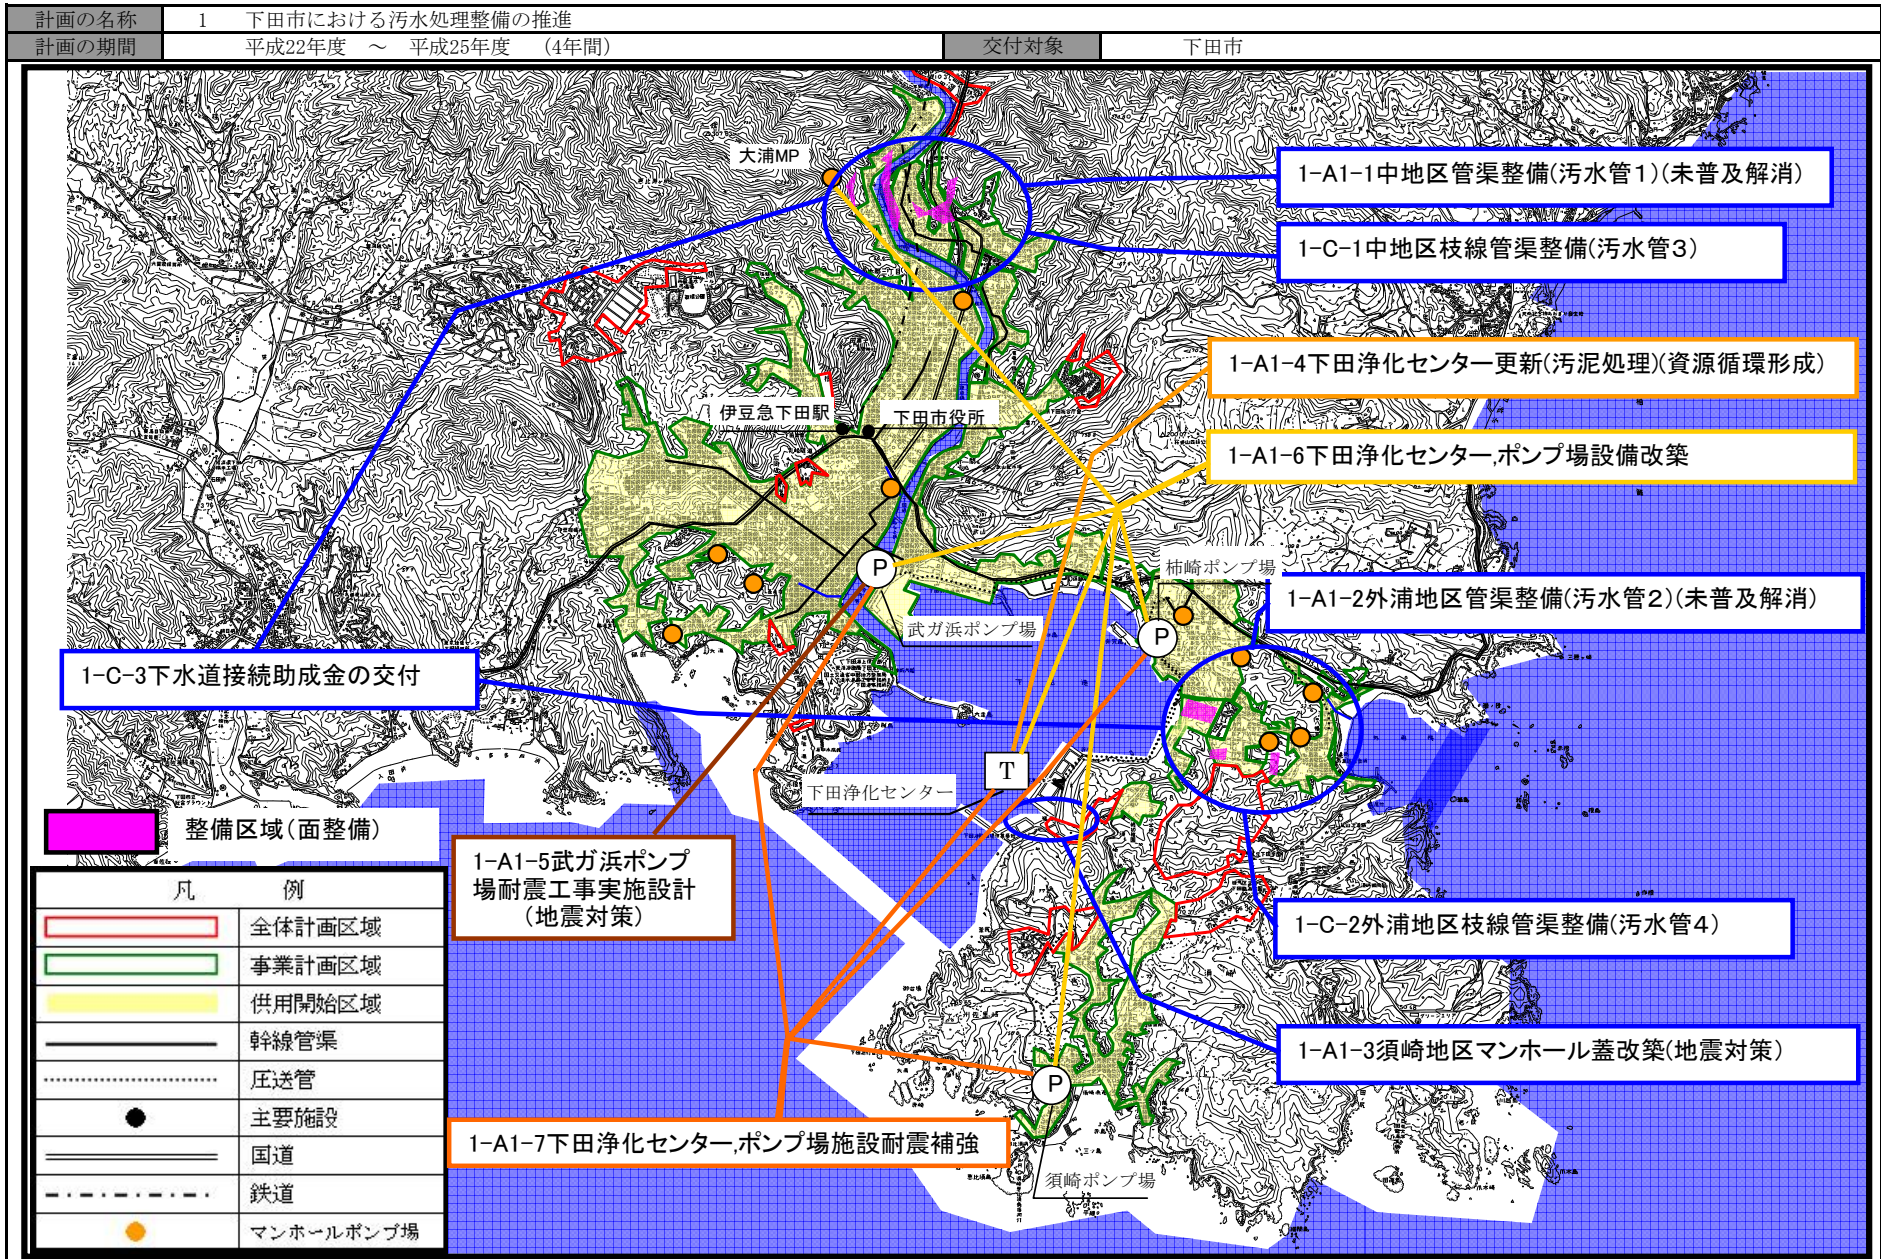 計画の名称 1 下田市における汚水処理整備の推進
計画の期間 平成22年度 ～ 平成25年度 (4年間) 交付対象 下田市
大浦MP
1-A1-1中地区管渠整備(汚水管1)(未普及解消)
1-C-1中地区枝線管渠整備(汚水管3)
1-A1-4下田浄化センター更新(汚泥処理)(資源循環形成)
伊豆急下田駅
下田市役所
1-A1-6下田浄化センター,ポンプ場設備改築
P
柿崎ポンプ場
1-A1-2外浦地区管渠整備(汚水管2)(未普及解消)
P
武ガ浜ポンプ場
1-C-3下水道接続助成金の交付
T
下田浄化センター
整備区域(面整備)
1-A1-5武ガ浜ポンプ
場耐震工事実施設計
(地震対策)
1-C-2外浦地区枝線管渠整備(汚水管4)
1-A1-3須崎地区マンホール蓋改築(地震対策)
P
1-A1-7下田浄化センター,ポンプ場施設耐震補強
須崎ポンプ場
凡 例
全体計画区域
事業計画区域
供用開始区域
幹線管渠
圧送管
主要施設
国道
鉄道
マンホールポンプ場